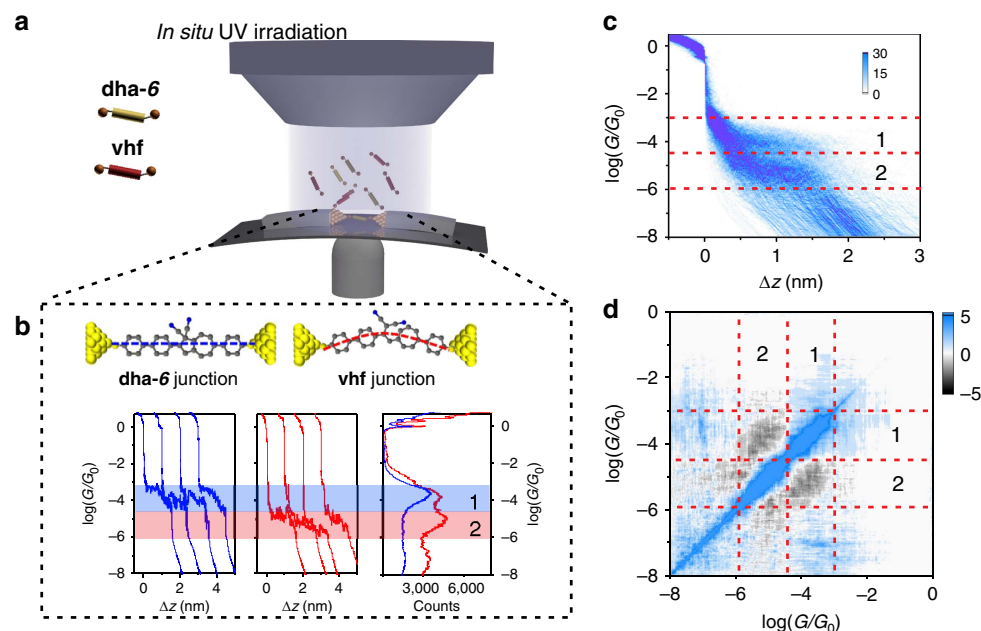 a
In situ UV irradiation
dha-6
vhf
b
dha-6 junction
vhf junction
log(G/G0)
0
−2
−4
−6
−8
0 2 4
Δz (nm)
0 2 4
Δz (nm)
3,000 6,000
Counts
0
−2
−4
−6
−8
log(G/G0)
1
2
c
log(G/G0)
0
−2
−4
−6
−8
30
15
0
1
2
0 1 2 3
Δz (nm)
d
log(G/G0)
0
−2
−4
−6
−8
2 1
1
2
5
0
−5
−8 −6 −4 −2 0
log(G/G0)